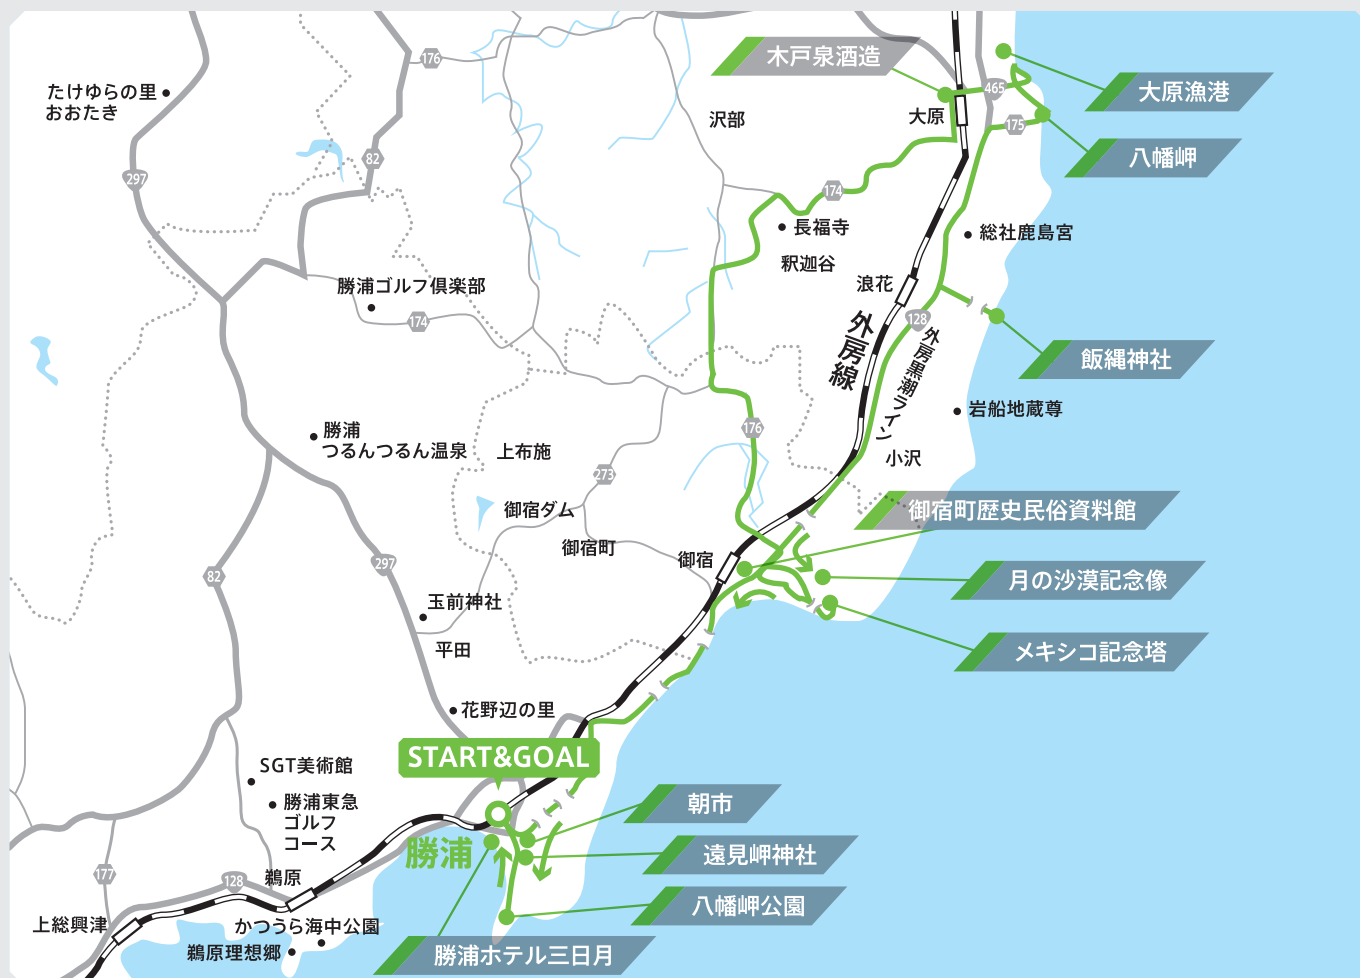 176
木戸泉酒造
465
大原漁港
たけゆらの里
おおたき
大原
沢部
175
八幡岬
82
297
174
長福寺
総社鹿島宮
釈迦谷
勝浦ゴルフ倶楽部
浪花
174
128
外房線
外房黒潮ライン
飯縄神社
岩船地蔵尊
勝浦
つるんつるん温泉
上布施
176
小沢
273
御宿ダム
御宿町歴史民俗資料館
御宿町
御宿
297
82
月の沙漠記念像
玉前神社
平田
メキシコ記念塔
花野辺の里
START&GOAL
SGT美術館
勝浦東急
ゴルフ
コース
朝市
勝浦
遠見岬神社
177
128
鵜原
八幡岬公園
上総興津
かつうら海中公園
鵜原理想郷
勝浦ホテル三日月